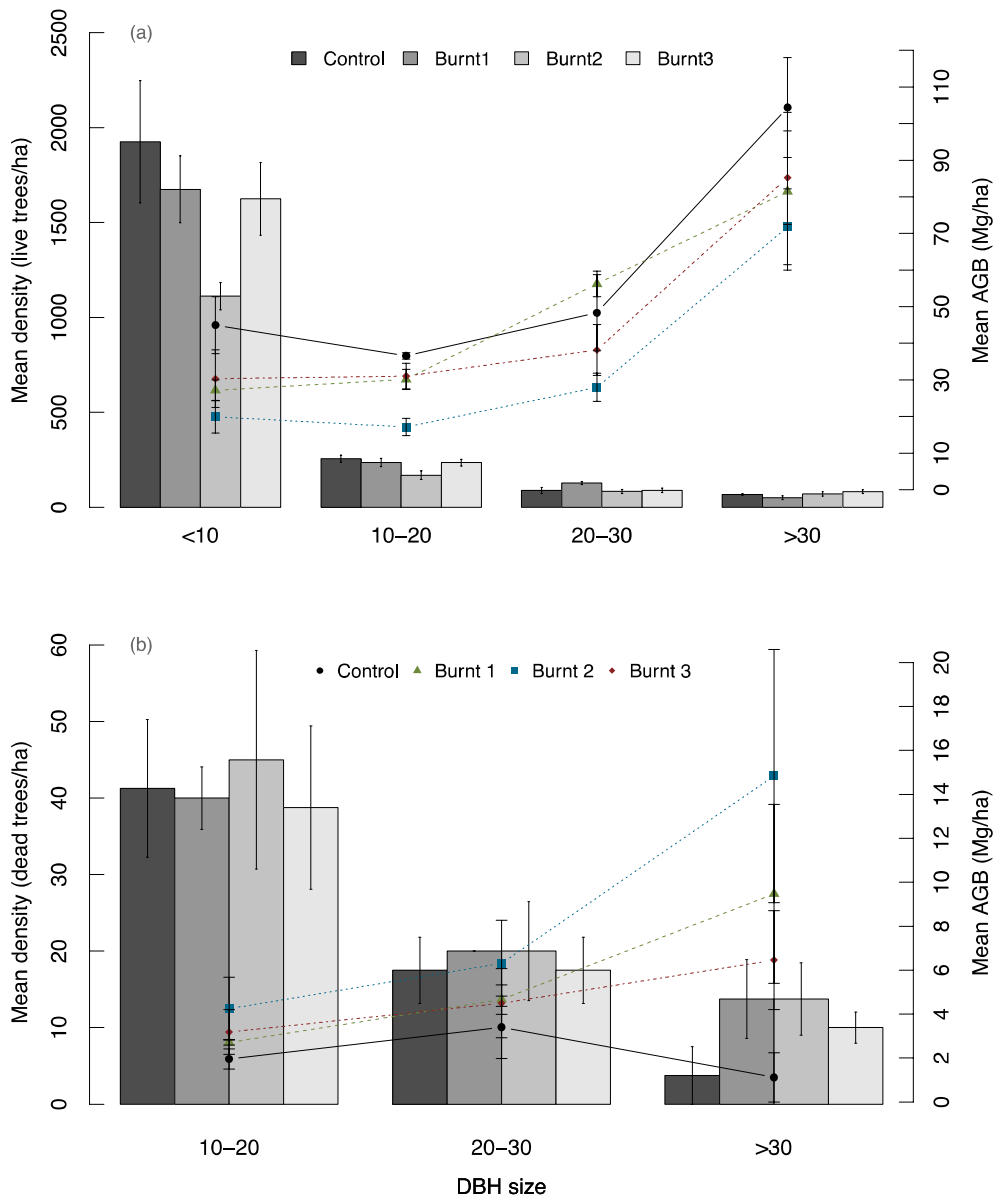 (a)
Control Burnt1 Burnt2 Burnt3
Mean density (live trees/ha)
0 500 1000 1500 2000 2500
Mean AGB (Mg/ha)
0 10 30 50 70 90 110
<10 10–20 20–30 >30
(b)
Control Burnt 1 Burnt 2 Burnt 3
Mean density (dead trees/ha)
0 10 20 30 40 50 60
Mean AGB (Mg/ha)
0 2 4 6 8 10 12 14 16 18 20
10–20 20–30 >30
DBH size